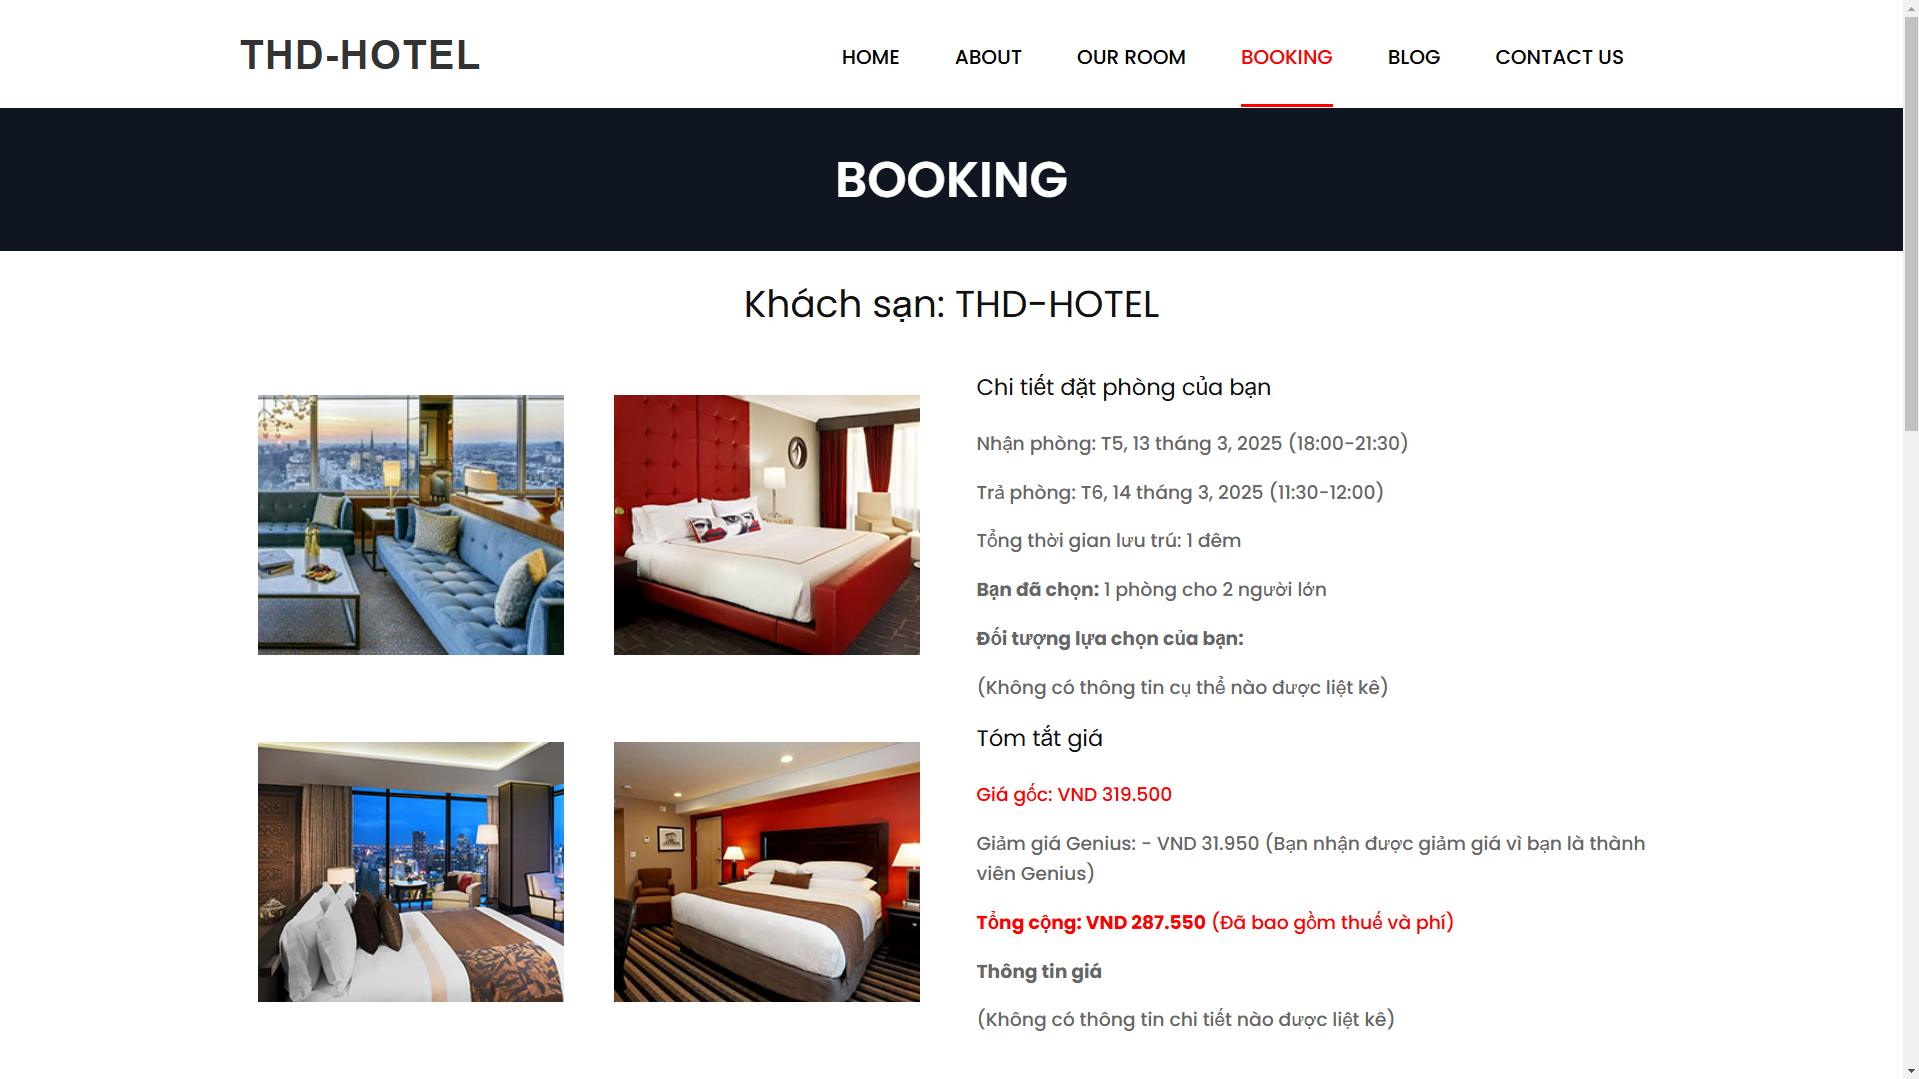 THD-HOTEL
HOME ABOUT OUR ROOM BOOKING BLOG CONTACT US
BOOKING
Khách sạn: THD-HOTEL
Chi tiết đặt phòng của bạn
Nhận phòng: T5, 13 tháng 3, 2025 (18:00-21:30)
Trả phòng: T6, 14 tháng 3, 2025 (11:30-12:00)
Tổng thời gian lưu trú: 1 đêm
Bạn đã chọn: 1 phòng cho 2 người lớn
Đối tượng lựa chọn của bạn:
(Không có thông tin cụ thể nào được liệt kê)
Tóm tắt giá
Giá gốc: VND 319.500
Giảm giá Genius: - VND 31.950 (Bạn nhận được giảm giá vì bạn là thành
viên Genius)
Tổng cộng: VND 287.550 (Đã bao gồm thuế và phí)
Thông tin giá
(Không có thông tin chi tiết nào được liệt kê)